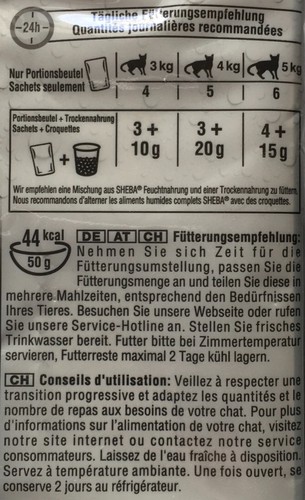 -24h- Tägliche Fütterungsempfehlung
Quantités journalières recommandées
Nur Portionsbeutel
Sachets seulement
3 kg 4 kg 5 kg
4 5 6
Portionsbeutel + Trockennahrung
Sachets + Croquettes
3 + 3 + 4 +
10 g 20 g 15 g
+
Wir empfehlen eine Mischung aus SHEBA® Feuchtnahrung und einer Trockennahrung zu füttern.
Nous recommandons d'alterner les aliments humides complets SHEBA® avec des croquettes.
44 kcal
50 g
DE AT CH Fütterungsempfehlung:
Nehmen Sie sich Zeit für die
Fütterungsumstellung, passen Sie die
Fütterungsmenge an und teilen Sie diese in
mehrere Mahlzeiten, entsprechend den Bedürfnissen
Ihres Tieres. Besuchen Sie unsere Webseite oder rufen
Sie unsere Service-Hotline an. Stellen Sie frisches
Trinkwasser bereit. Futter bitte bei Zimmertemperatur
servieren, Futterreste maximal 2 Tage kühl lagern.
CH Conseils d'utilisation: Veillez à respecter une
transition progressive et adaptez les quantités et le
nombre de repas aux besoins de votre chat. Pour plus
d'informations sur l'alimentation de votre chat, visitez
notre site internet ou contactez notre service
consommateurs. Laissez de l'eau fraîche à disposition.
Servez à température ambiante. Une fois ouvert, se
conserve 2 jours au réfrigérateur.